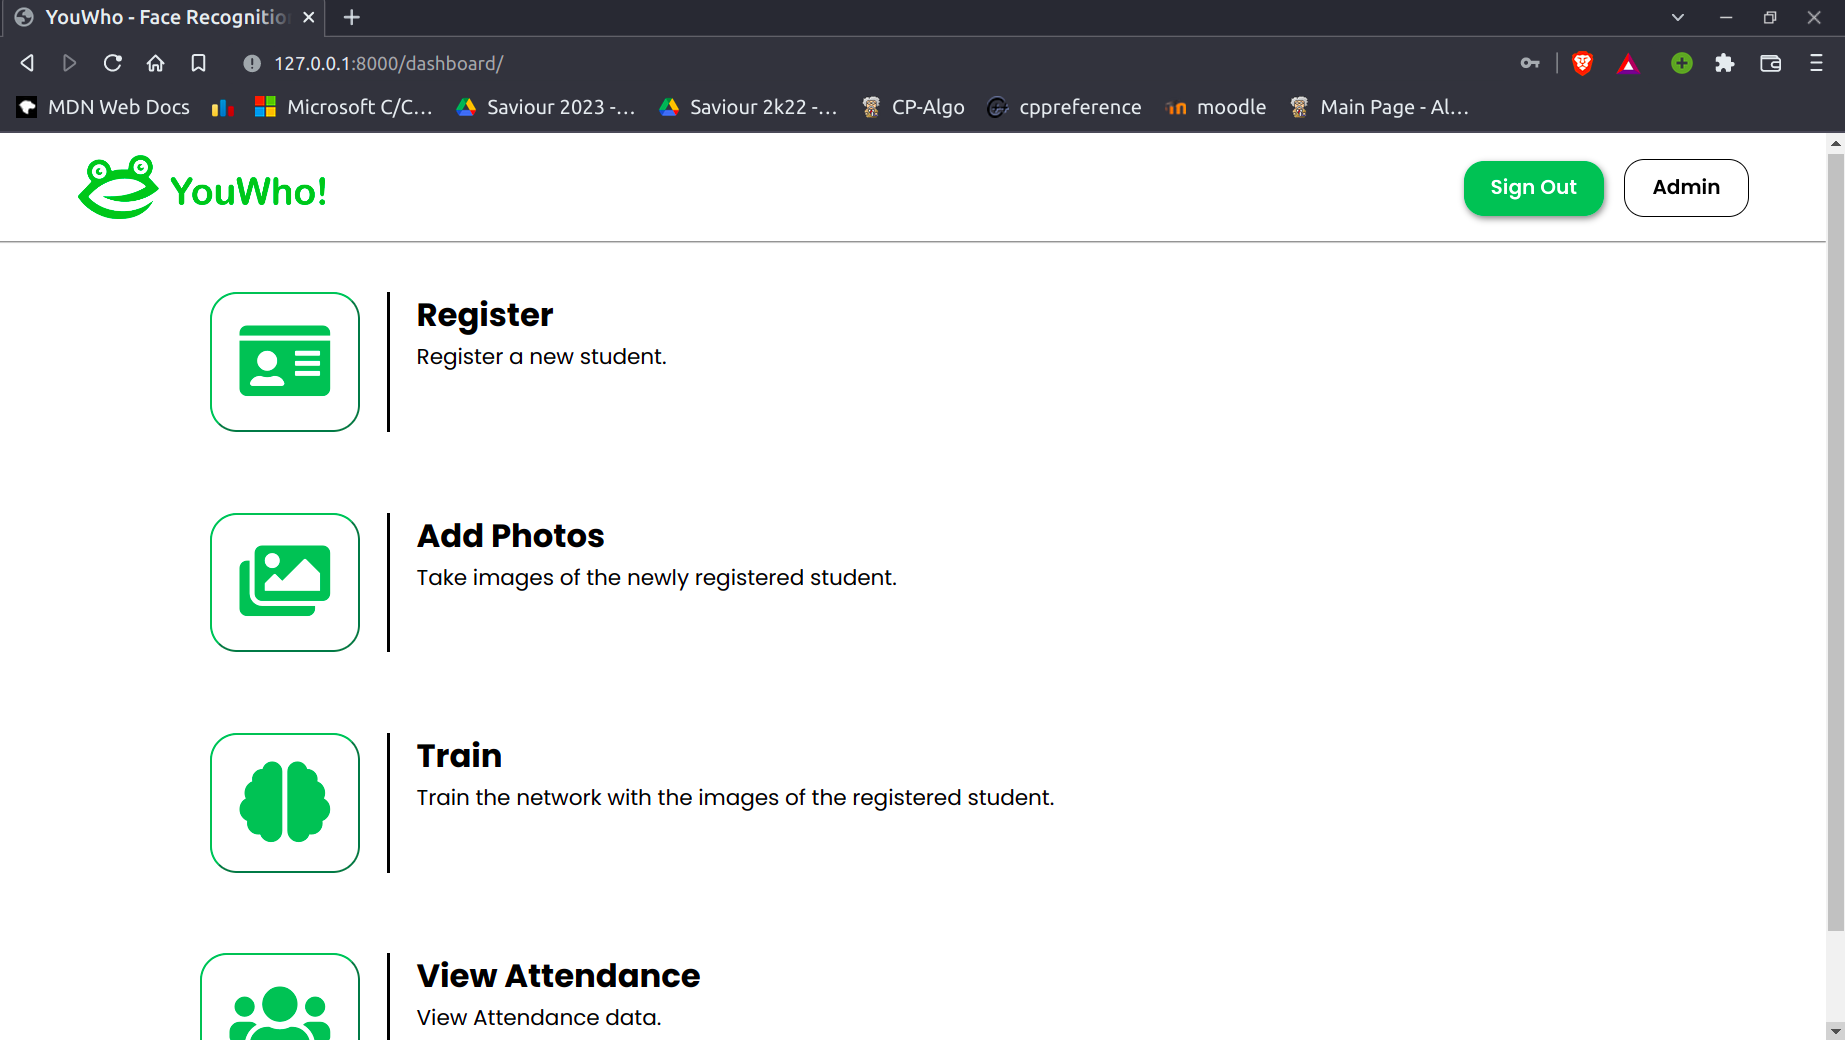 YouWho - Face Recognitio
127.0.0.1:8000/dashboard/
MDN Web Docs Microsoft C/C... Saviour 2023 -... Saviour 2k22 -... CP-Algo cppreference moodle Main Page - Al...
YouWho!
Sign Out
Admin
Register
Register a new student.
Add Photos
Take images of the newly registered student.
Train
Train the network with the images of the registered student.
View Attendance
View Attendance data.